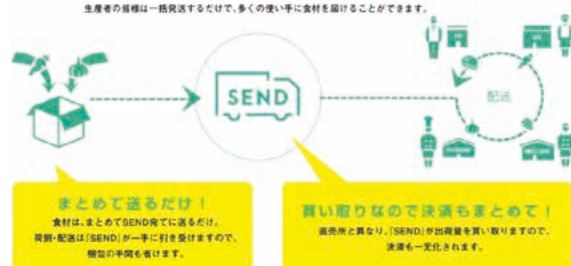 生産者の皆様は一括発送するだけで、多くの使い手に食材を届けることができます。
SEND
配送
まとめて送るだけ！
食材は、まとめてSEND宛てに送るだけ。
荷捌・配送は「SEND」が一手に引き受けますので、
梱包の手間も省けます。
買い取りなので決済もまとめて！
直売所と異なり、「SEND」が出荷量を買い取りますので、
決済も一元化されます。